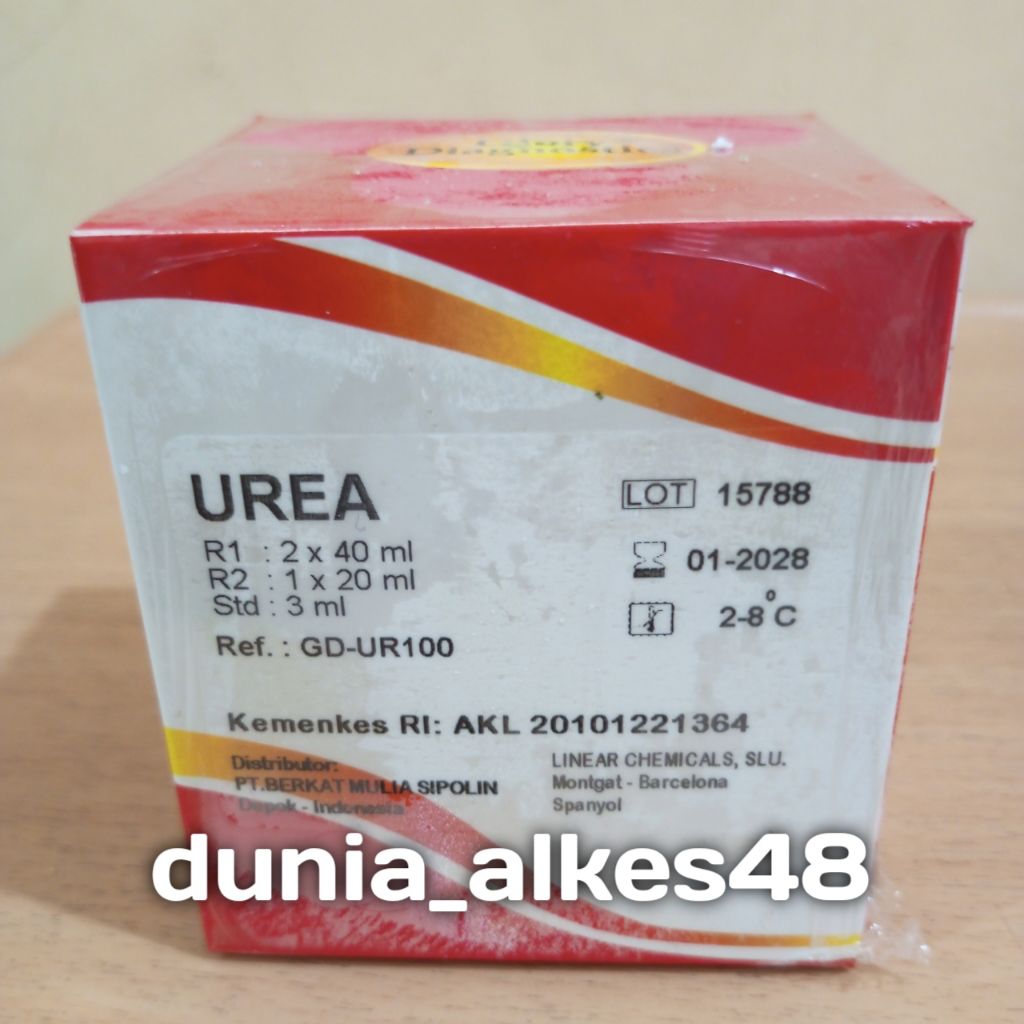 Diagnostic
UREA
R1 : 2 x 40 ml
R2 : 1 x 20 ml
Std : 3 ml
Ref. : GD-UR100
LOT 15788
01-2028
2-8°C
Kemenkes RI: AKL 20101221364
Distributor:
PT.BERKAT MULIA SIPOLIN
Depok - Indonesia
LINEAR CHEMICALS, SLU.
Montgat - Barcelona
Spanyol
dunia_alkes48